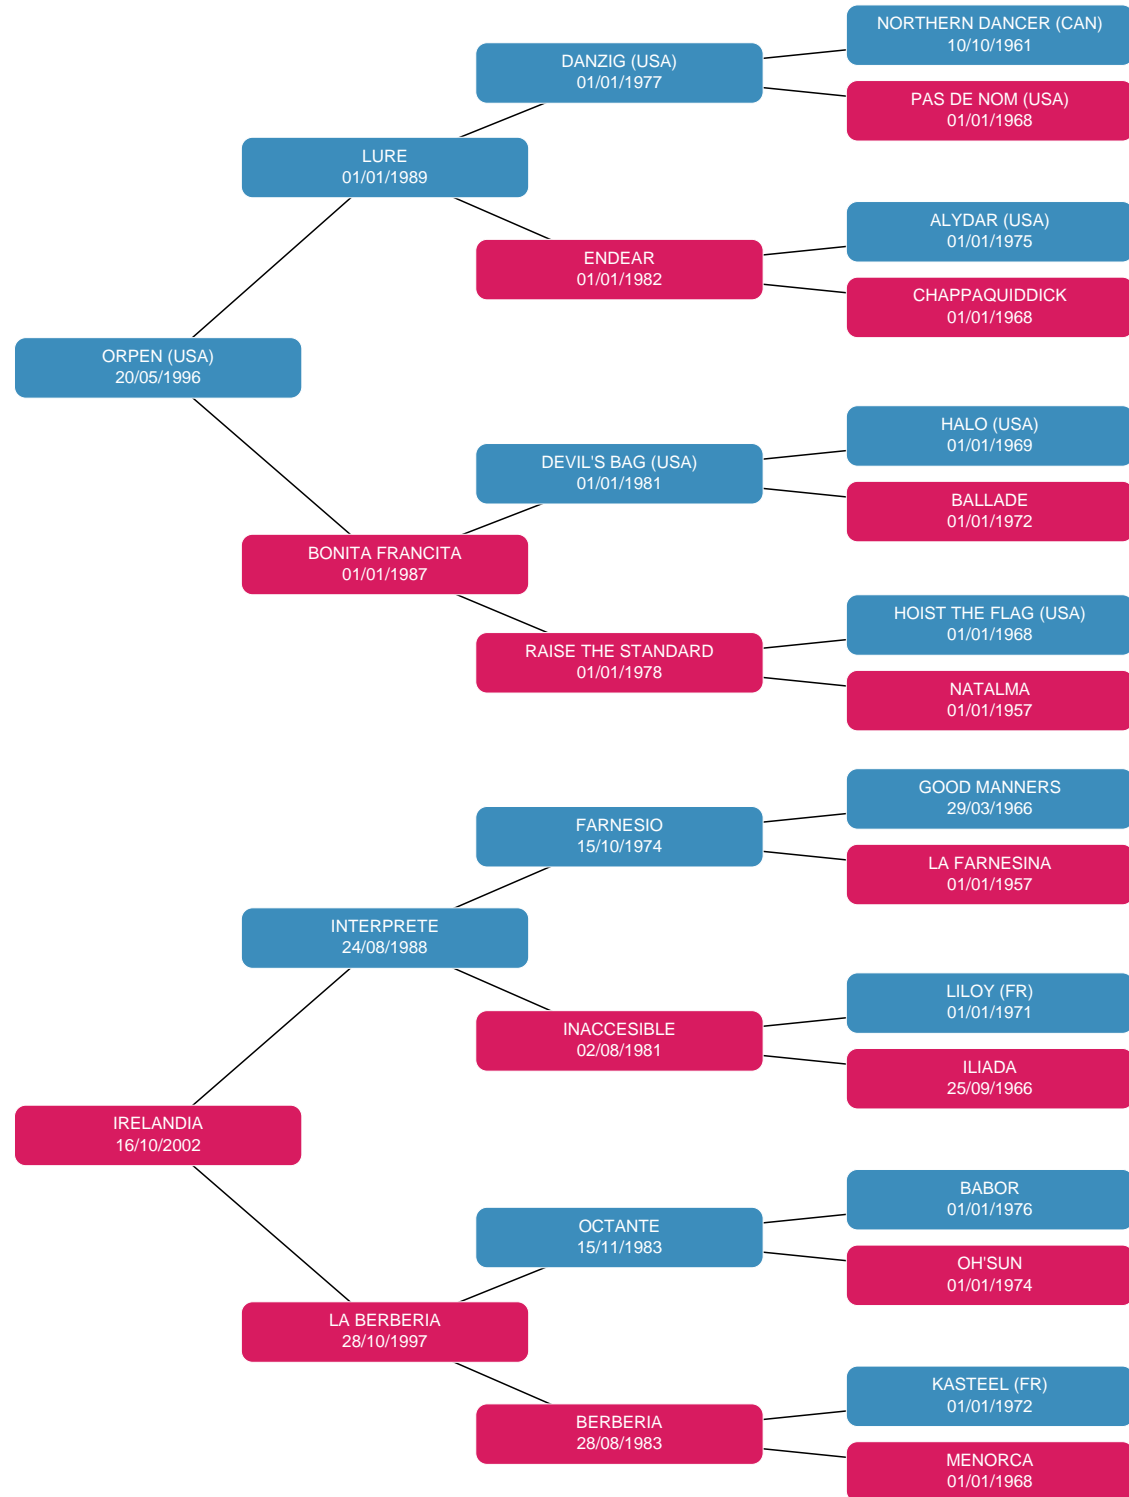 NORTHERN DANCER (CAN)
10/10/1961
DANZIG (USA)
01/01/1977
PAS DE NOM (USA)
01/01/1968
LURE
01/01/1989
ALYDAR (USA)
01/01/1975
ENDEAR
01/01/1982
CHAPPAQUIDDICK
01/01/1968
ORPEN (USA)
20/05/1996
HALO (USA)
01/01/1969
DEVIL'S BAG (USA)
01/01/1981
BALLADE
01/01/1972
BONITA FRANCITA
01/01/1987
HOIST THE FLAG (USA)
01/01/1968
RAISE THE STANDARD
01/01/1978
NATALMA
01/01/1957
GOOD MANNERS
29/03/1966
FARNESIO
15/10/1974
LA FARNESINA
01/01/1957
INTERPRETE
24/08/1988
LILOY (FR)
01/01/1971
INACCESIBLE
02/08/1981
ILIADA
25/09/1966
IRELANDIA
16/10/2002
BABOR
01/01/1976
OCTANTE
15/11/1983
OH'SUN
01/01/1974
LA BERBERIA
28/10/1997
KASTEEL (FR)
01/01/1972
BERBERIA
28/08/1983
MENORCA
01/01/1968